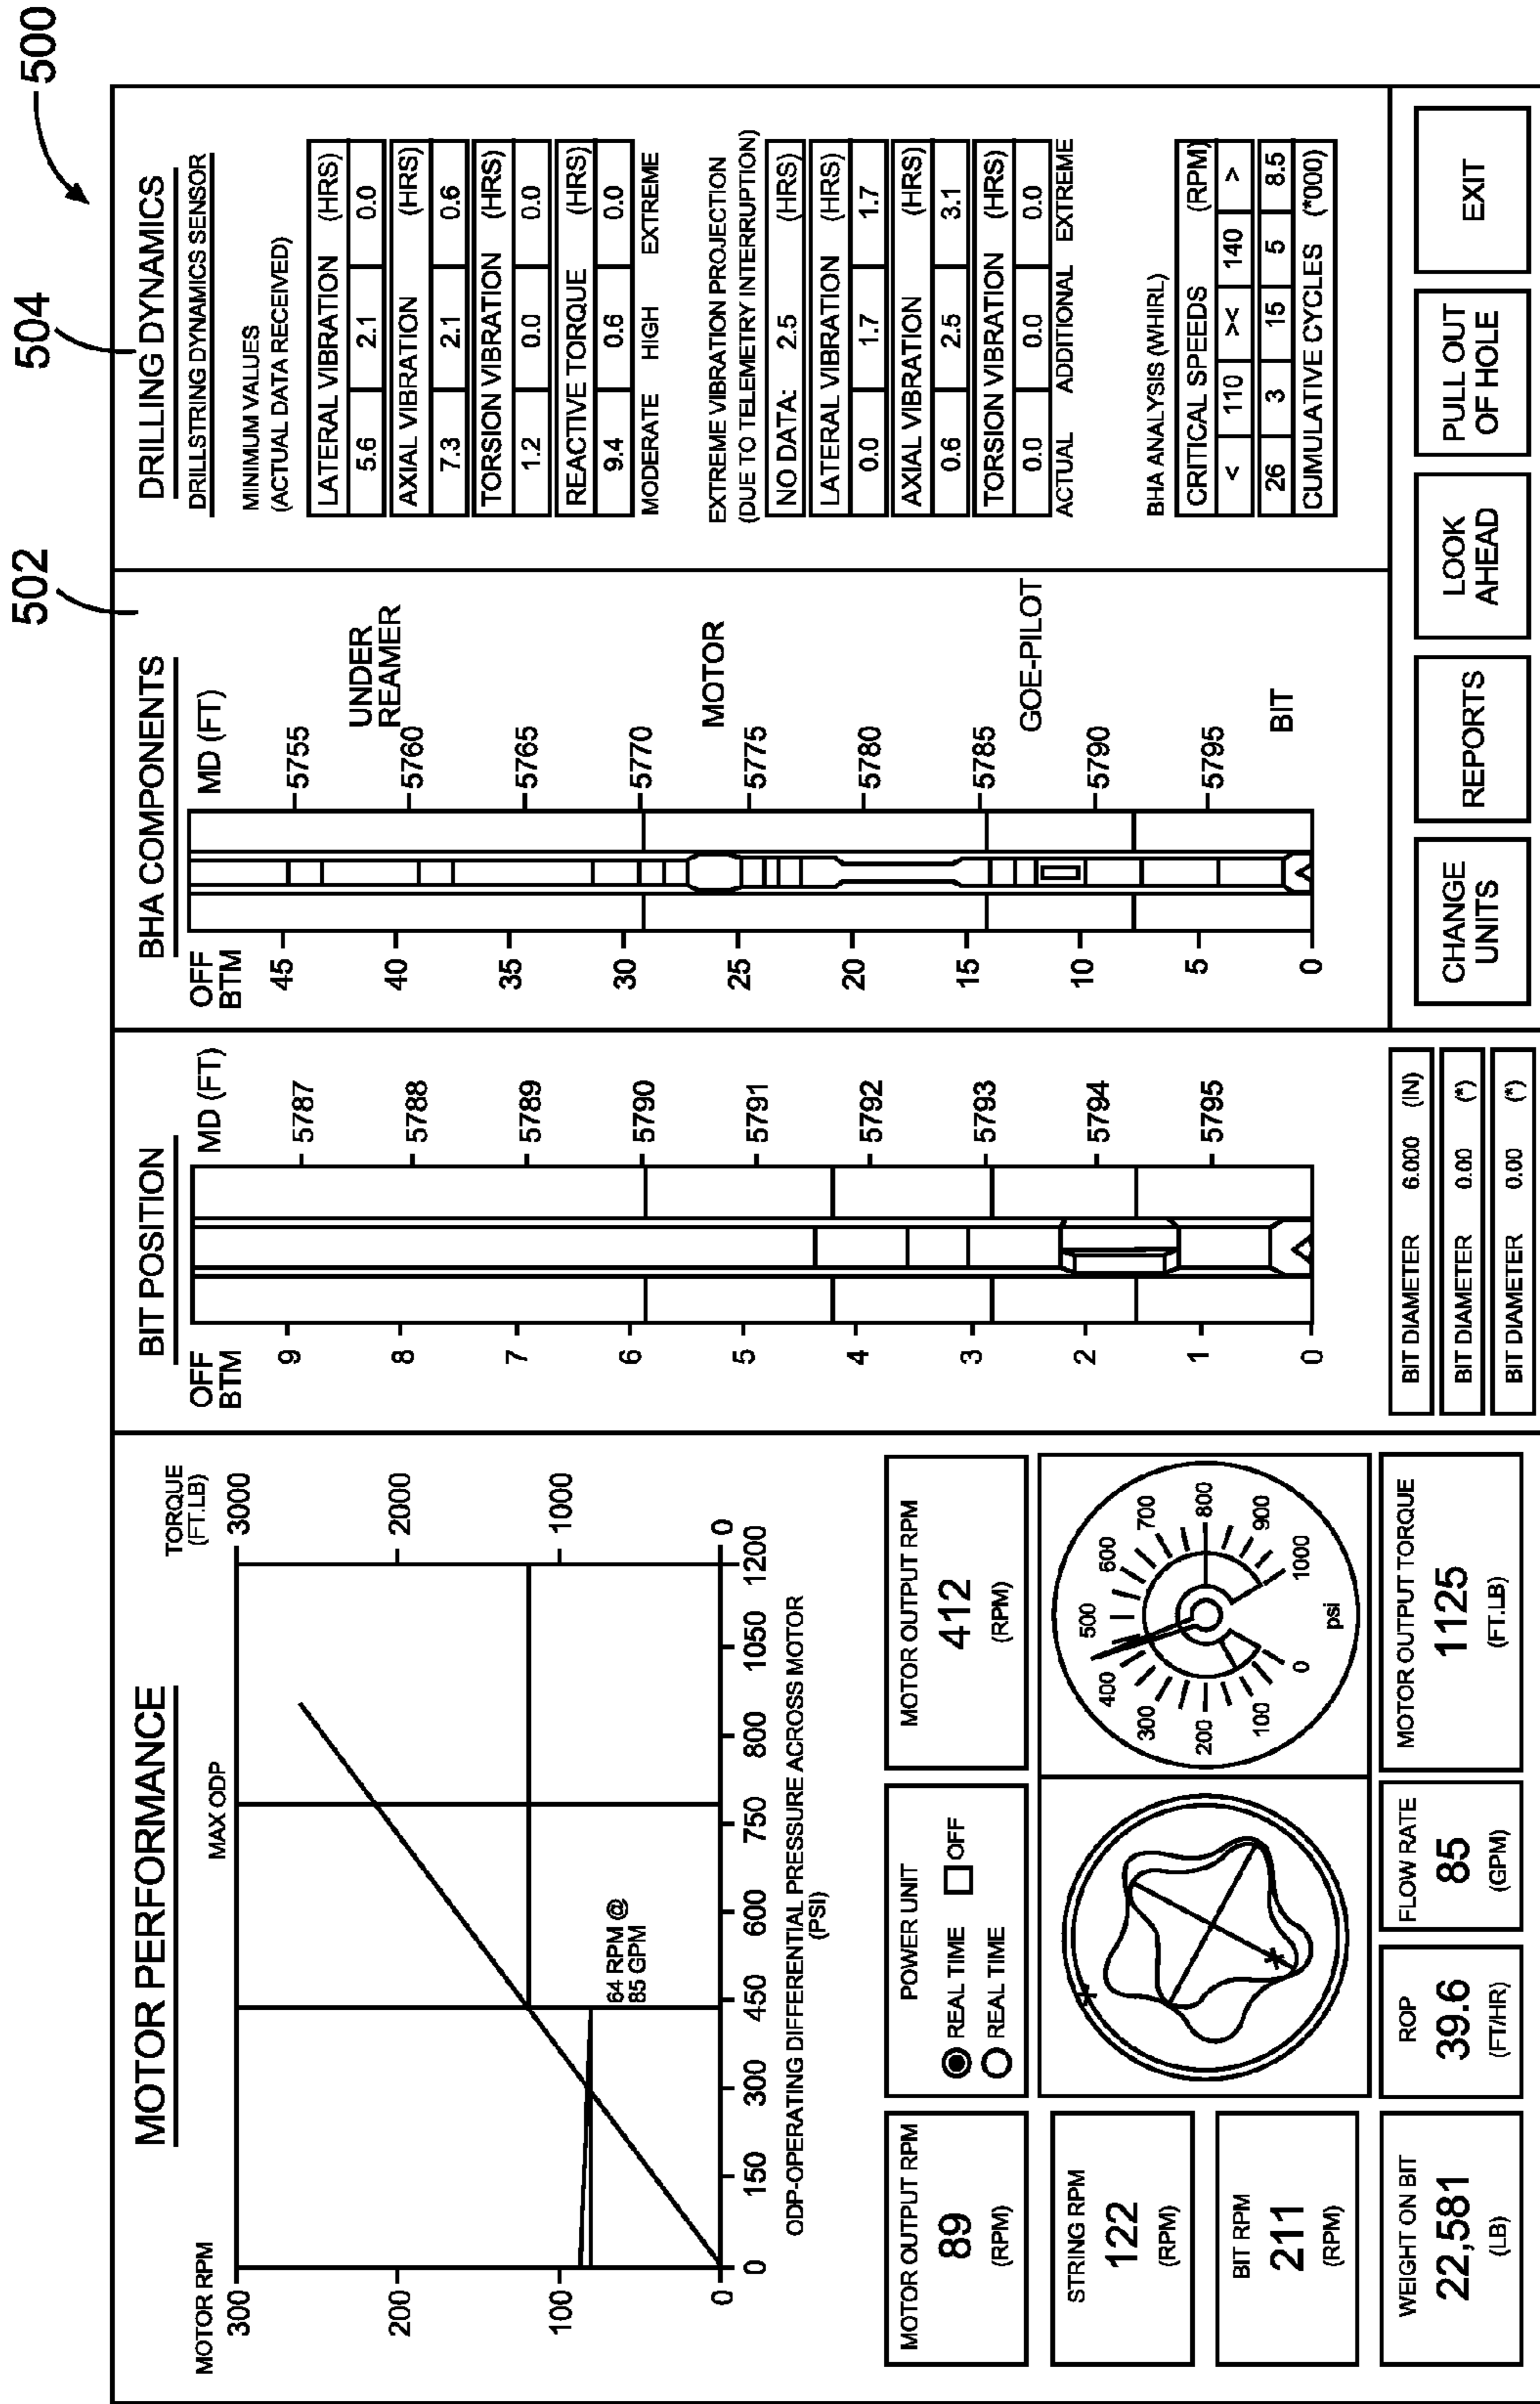 500
502
504
MOTOR PERFORMANCE
MOTOR RPM
MAX ODP
TORQUE
(FT.LB)
300
200
100
0
3000
2000
1000
0
64 RPM @
85 GPM
0 150 300 450 600 750 800 1050 1200
ODP-OPERATING DIFFERENTIAL PRESSURE ACROSS MOTOR
(PSI)
MOTOR OUTPUT RPM
89
(RPM)
POWER UNIT
REAL TIME
OFF
REAL TIME
MOTOR OUTPUT RPM
412
(RPM)
STRING RPM
122
(RPM)
BIT RPM
211
(RPM)
0
100
200
300
400
500
600
700
800
900
1000
psi
WEIGHT ON BIT
22,581
(LB)
ROP
39.6
(FT/HR)
FLOW RATE
85
(GPM)
MOTOR OUTPUT TORQUE
1125
(FT.LB)
BIT POSITION
OFF
BTM
MD (FT)
9
8
7
6
5
4
3
2
1
0
5787
5788
5789
5790
5791
5792
5793
5794
5795
BIT DIAMETER 6.000 (IN)
BIT DIAMETER 0.00 (*)
BIT DIAMETER 0.00 (*)
BHA COMPONENTS
OFF
BTM
MD (FT)
45
40
35
30
25
20
15
10
5
0
5755
5760
5765
5770
5775
5780
5785
5790
5795
UNDER
REAMER
MOTOR
GOE-PILOT
BIT
DRILLING DYNAMICS
DRILLSTRING DYNAMICS SENSOR
MINIMUM VALUES
(ACTUAL DATA RECEIVED)
LATERAL VIBRATION (HRS)
5.6 2.1 0.0
AXIAL VIBRATION (HRS)
7.3 2.1 0.6
TORSION VIBRATION (HRS)
1.2 0.0 0.0
REACTIVE TORQUE (HRS)
9.4 0.6 0.0
MODERATE HIGH EXTREME
EXTREME VIBRATION PROJECTION
(DUE TO TELEMETRY INTERRUPTION)
NO DATA: 2.5 (HRS)
LATERAL VIBRATION (HRS)
0.0 1.7 1.7
AXIAL VIBRATION (HRS)
0.6 2.5 3.1
TORSION VIBRATION (HRS)
0.0 0.0 0.0
ACTUAL ADDITIONAL EXTREME
BHA ANALYSIS (WHIRL)
CRITICAL SPEEDS (RPM)
< 110 >< 140 >
26 3 15 5 8.5
CUMULATIVE CYCLES (*000)
CHANGE
UNITS
REPORTS
LOOK
AHEAD
PULL OUT
OF HOLE
EXIT